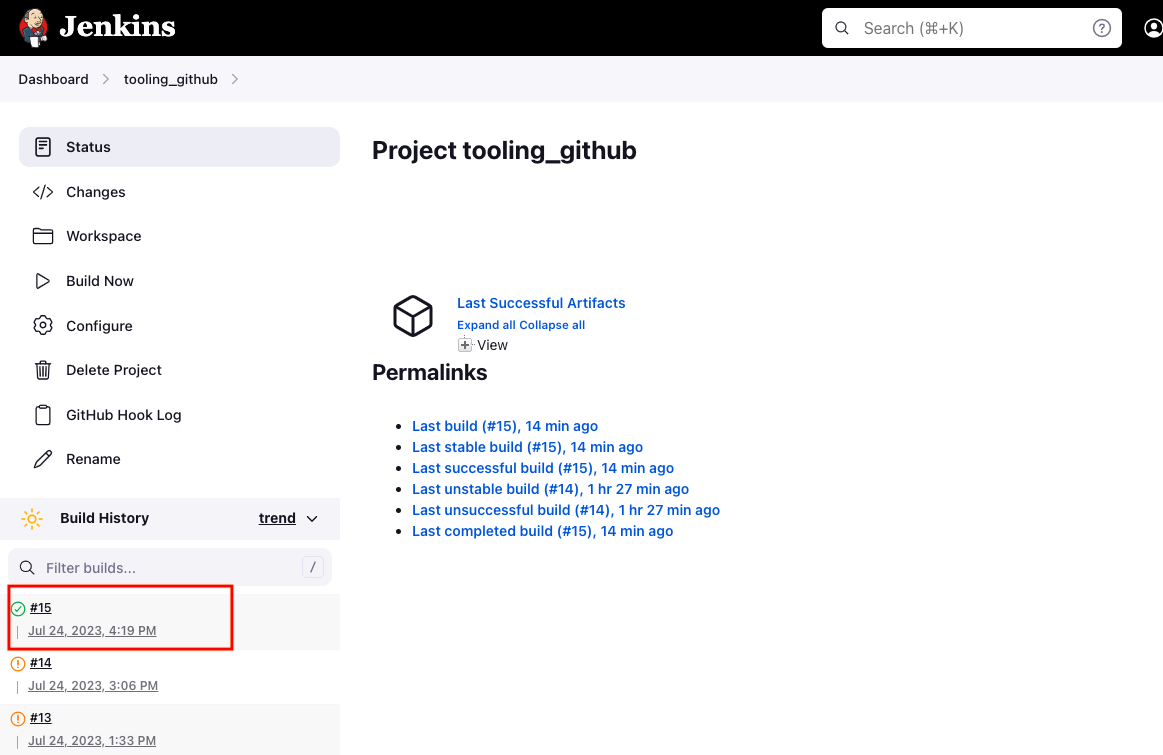 Jenkins
Search (⌘+K)
Dashboard
tooling_github
Status
Changes
Workspace
Build Now
Configure
Delete Project
GitHub Hook Log
Rename
Build History
trend
Filter builds...
/
#15
Jul 24, 2023, 4:19 PM
#14
Jul 24, 2023, 3:06 PM
#13
Jul 24, 2023, 1:33 PM
Project tooling_github
Last Successful Artifacts
Expand all Collapse all
View
Permalinks
Last build (#15), 14 min ago
Last stable build (#15), 14 min ago
Last successful build (#15), 14 min ago
Last unstable build (#14), 1 hr 27 min ago
Last unsuccessful build (#14), 1 hr 27 min ago
Last completed build (#15), 14 min ago